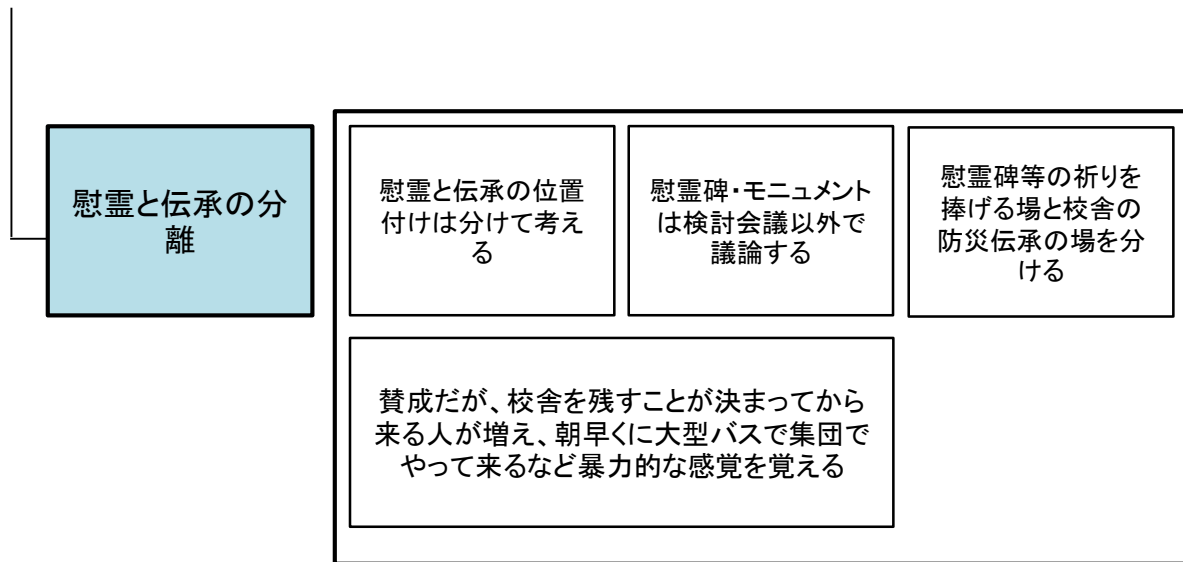 慰霊と伝承の分
離
慰霊と伝承の位置
付けは分けて考え
る
慰霊碑・モニュメント
は検討会議以外で
議論する
慰霊碑等の祈りを
捧げる場と校舎の
防災伝承の場を分
ける
賛成だが、校舎を残すことが決まってから
来る人が増え、朝早くに大型バスで集団で
やって来るなど暴力的な感覚を覚える